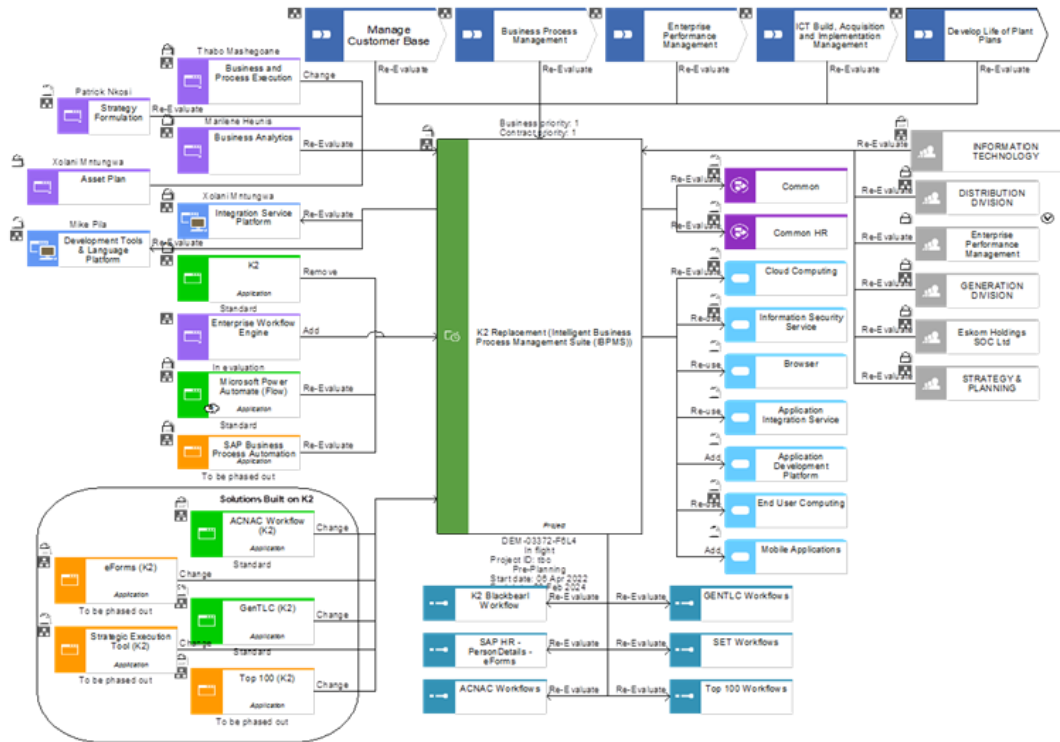 Manage
Customer Base
Business Process
Management
Enterprise
Performance
Management
ICT Build, Acquisition
and Implementation
Management
Develop Life of Plant
Plans
Re-Evaluate
Re-Evaluate
Re-Evaluate
Re-Evaluate
Re-Evaluate
Thabo Mashegoane
Business and
Process Execution
Change
Patrick Nkosi
Strategy
Formulation
Re-Evaluate
Marilene Heunis
Business Analytics
Re-Evaluate
Xolani Mntungwa
Asset Plan
Xolani Mntungwa
Integration Service
Platform
Re-Evaluate
Mike Pila
Development Tools
& Language
Platform
Re-Evaluate
K2
Application
Remove
Standard
Enterprise Workflow
Engine
Add
In evaluation
Microsoft Power
Automate (Flow)
Application
Re-Evaluate
Standard
SAP Business
Process Automation
Application
Re-Evaluate
To be phased out
Solutions Built on K2
ACNAC Workflow
(K2)
Application
Change
Standard
eForms (K2)
Application
Change
To be phased out
GenTLC (K2)
Application
Change
Standard
Strategic Execution
Tool (K2)
Application
Change
To be phased out
Top 100 (K2)
Application
Change
To be phased out
Business priority: 1
Contract priority: 1
K2 Replacement (Intelligent Business
Process Management Suite (IBPMS))
Project
DEM-03372-F6L4
In flight
Project ID: tbc
Pre-Planning
Start date: 06 Apr 2022
Feb 2024
K2 Blackbearl
Workflow
Re-Evaluate
Re-Evaluate
GENTLC Workflows
SAP HR -
PersonDetails -
eForms
Re-Evaluate
Re-Evaluate
SET Workflows
ACNAC Workflows
Re-Evaluate
Re-Evaluate
Top 100 Workflows
Re-Evaluate
Common
Re-Evaluate
Common HR
Re-Evaluate
Cloud Computing
Re-use
Information Security
Service
Re-use
Browser
Re-use
Application
Integration Service
Add
Application
Development
Platform
Re-use
End User Computing
Add
Mobile Applications
Re-Evaluate
INFORMATION
TECHNOLOGY
Re-Evaluate
DISTRIBUTION
DIVISION
Re-Evaluate
Enterprise
Performance
Management
Re-Evaluate
GENERATION
DIVISION
Re-Evaluate
Eskom Holdings
SOC Ltd
Re-Evaluate
STRATEGY &
PLANNING